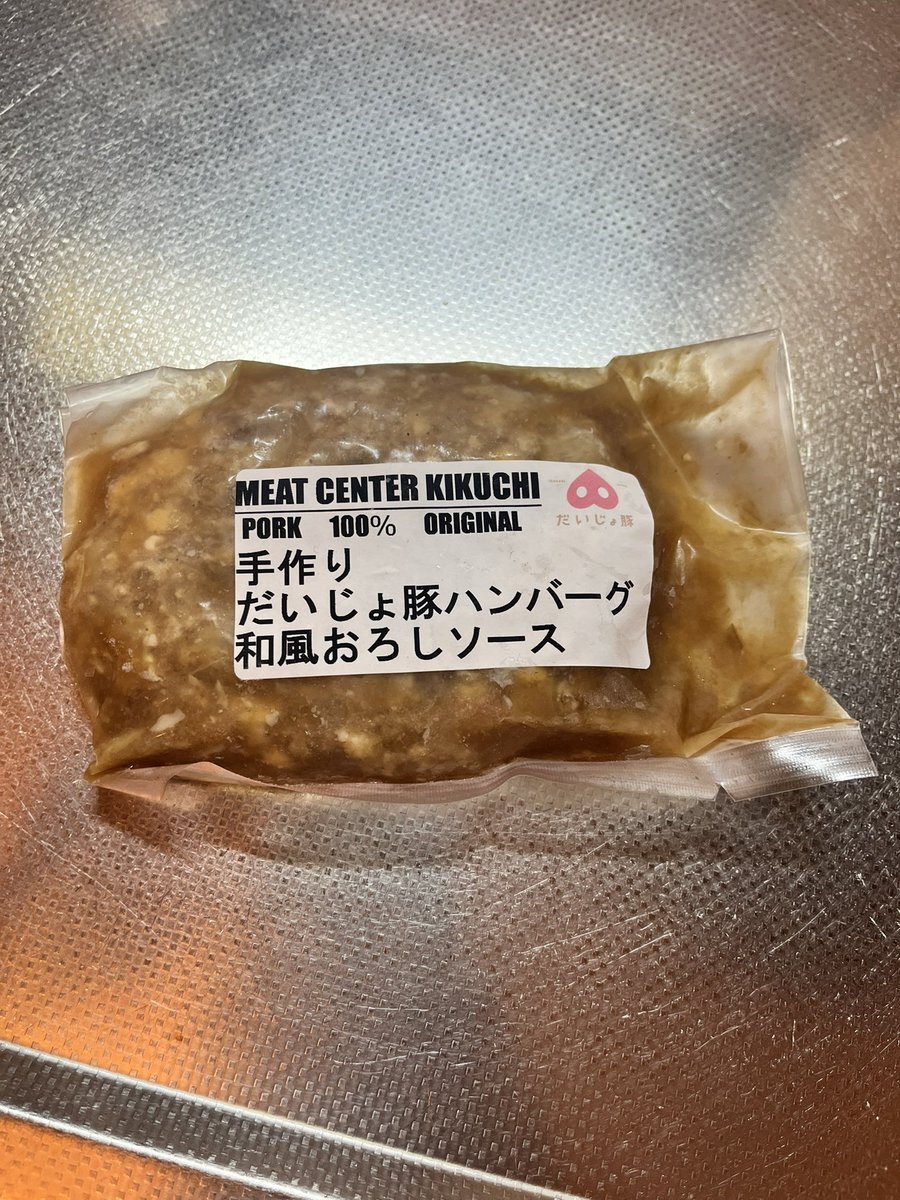 MEAT CENTER KIKUCHI
PORK 100% ORIGINAL
だいじょ豚
手作り
だいじょ豚ハンバーグ
和風おろしソース